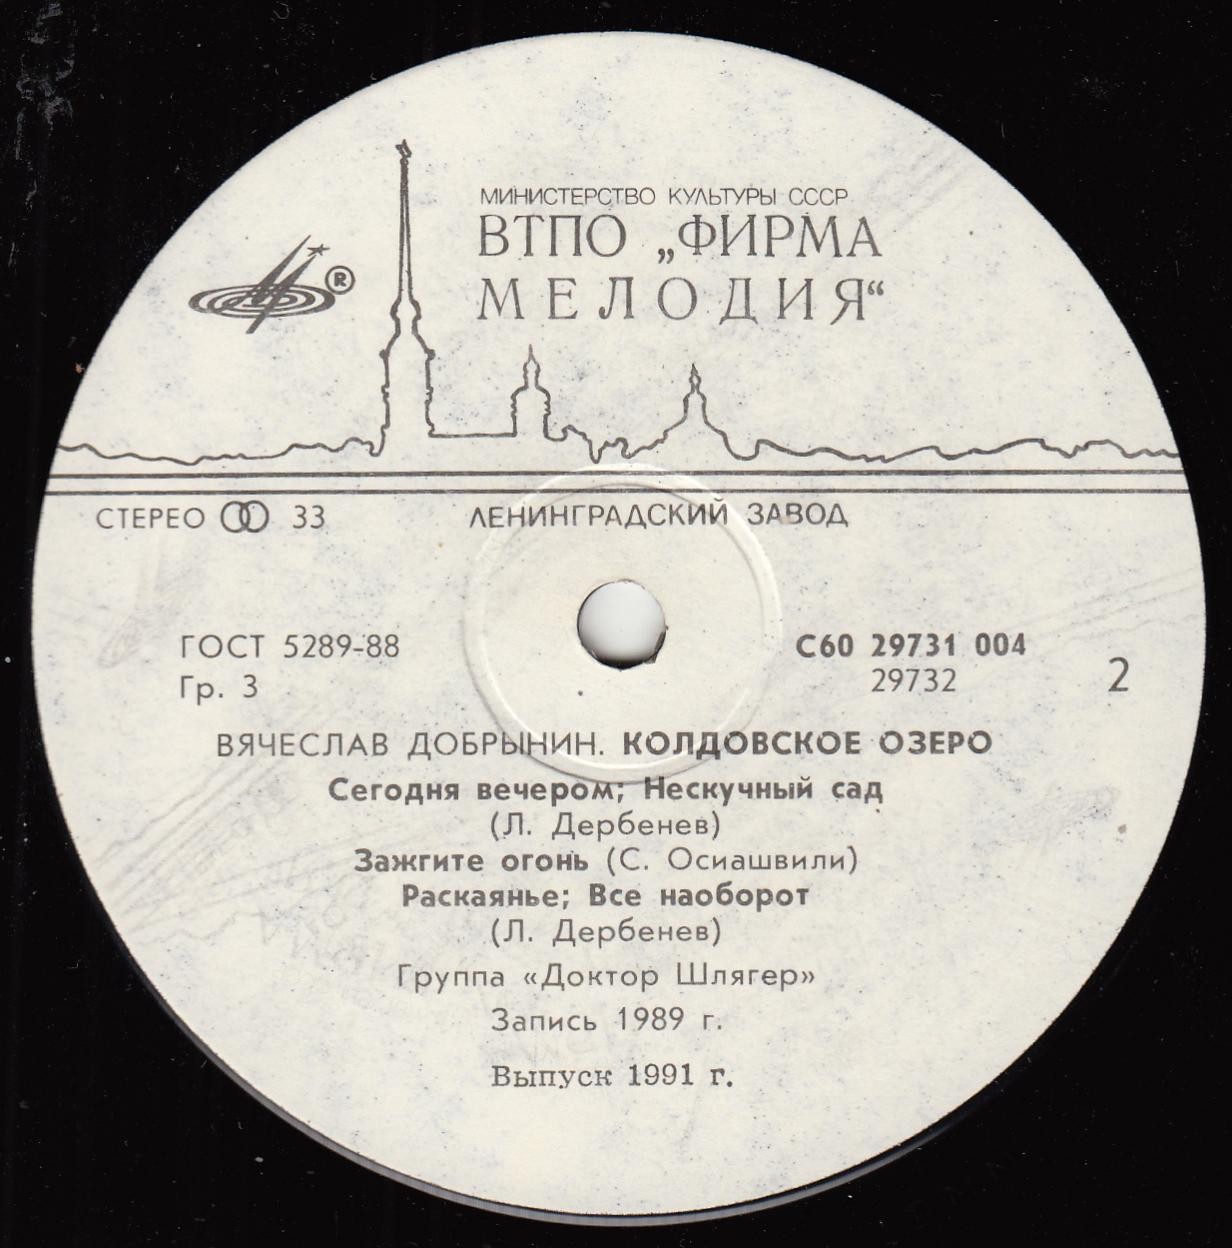 МИНИСТЕРСТВО КУЛЬТУРЫ СССР
ВТПО „ФИРМА
МЕЛОДИЯ“
®
СТЕРЕО 33
ЛЕНИНГРАДСКИЙ ЗАВОД
ГОСТ 5289-88
Гр. 3
С60 29731 004
29732
2
ВЯЧЕСЛАВ ДОБРЫНИН. КОЛДОВСКОЕ ОЗЕРО
Сегодня вечером; Нескучный сад
(Л. Дербенев)
Зажгите огонь (С. Осиашвили)
Раскаянье; Все наоборот
(Л. Дербенев)
Группа «Доктор Шлягер»
Запись 1989 г.
Выпуск 1991 г.